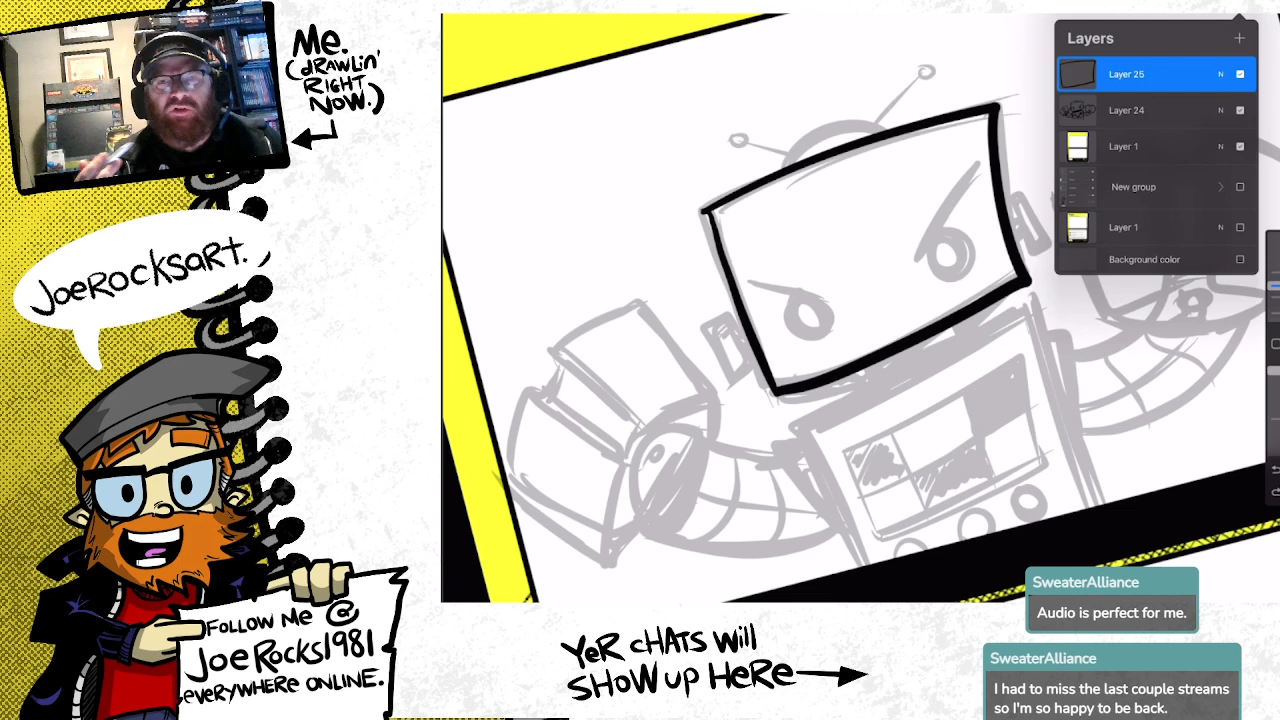 Me.
(dRAWLin'
RiGHT
NOW.)
JoeRocksart.
Follow Me @
JoeRocks1981
everywhere online.
YeR cHATS Will
SHOW up HeRe
Layers
Layer 25 N
Layer 24 N
Layer 1 N
New group
Layer 1 N
Background color
SweaterAlliance
Audio is perfect for me.
SweaterAlliance
I had to miss the last couple streams
so I'm so happy to be back.